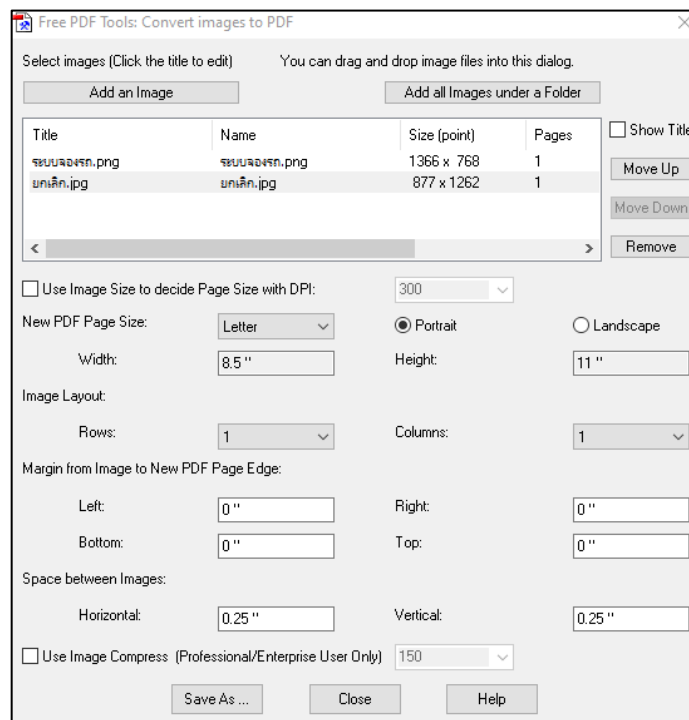 Free PDF Tools: Convert images to PDF
Select images (Click the title to edit) You can drag and drop image files into this dialog.
Add an Image Add all Images under a Folder
Title Name Size (point) Pages Show Title
ระบบจองรถ.png ระบบจองรถ.png 1366 x 768 1
ยกเลิก.jpg ยกเลิก.jpg 877 x 1262 1
Move Up
Move Down
Remove
Use Image Size to decide Page Size with DPI: 300
New PDF Page Size: Letter Portrait Landscape
Width: 8.5 " Height: 11 "
Image Layout:
Rows: 1 Columns: 1
Margin from Image to New PDF Page Edge:
Left: 0 " Right: 0 "
Bottom: 0 " Top: 0 "
Space between Images:
Horizontal: 0.25 " Vertical: 0.25 "
Use Image Compress (Professional/Enterprise User Only) 150
Save As ... Close Help